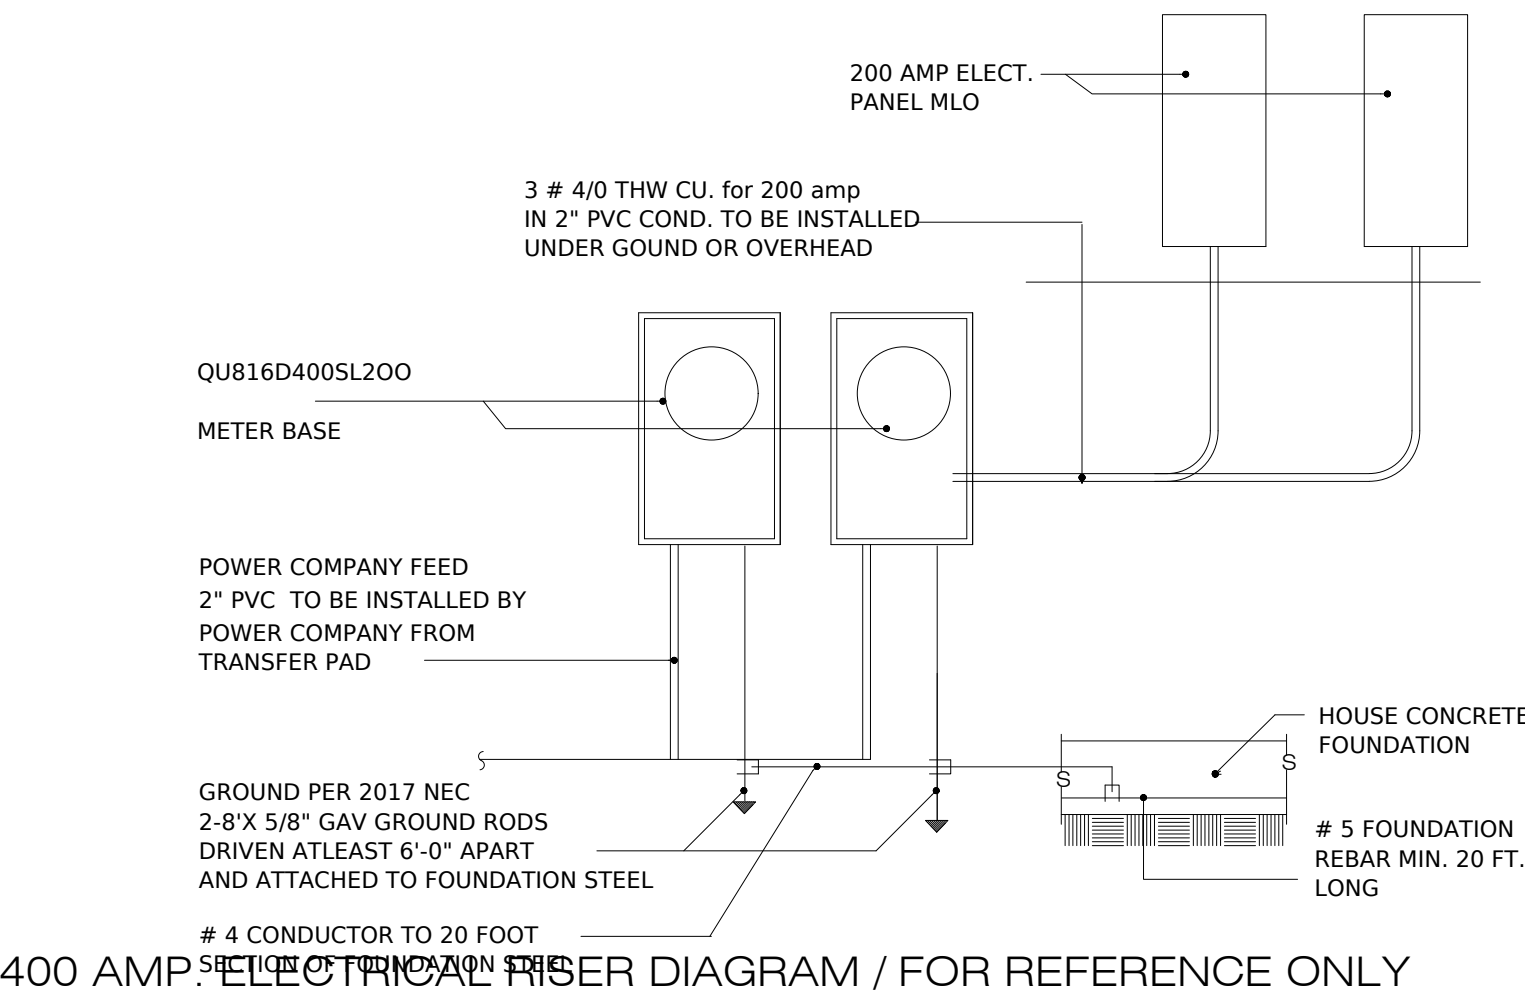 200 AMP ELECT.
PANEL MLO
3 # 4/0 THW CU. for 200 amp
IN 2" PVC COND. TO BE INSTALLED
UNDER GOUND OR OVERHEAD
QU816D400SL2OO
METER BASE
POWER COMPANY FEED
2" PVC TO BE INSTALLED BY
POWER COMPANY FROM
TRANSFER PAD
HOUSE CONCRETE
FOUNDATION
S
S
GROUND PER 2017 NEC
2-8'X 5/8" GAV GROUND RODS
DRIVEN ATLEAST 6'-0" APART
AND ATTACHED TO FOUNDATION STEEL
# 5 FOUNDATION
REBAR MIN. 20 FT.
LONG
# 4 CONDUCTOR TO 20 FOOT
SECTION OF FOUNDATION STEEL
400 AMP. ELECTRICAL RISER DIAGRAM / FOR REFERENCE ONLY